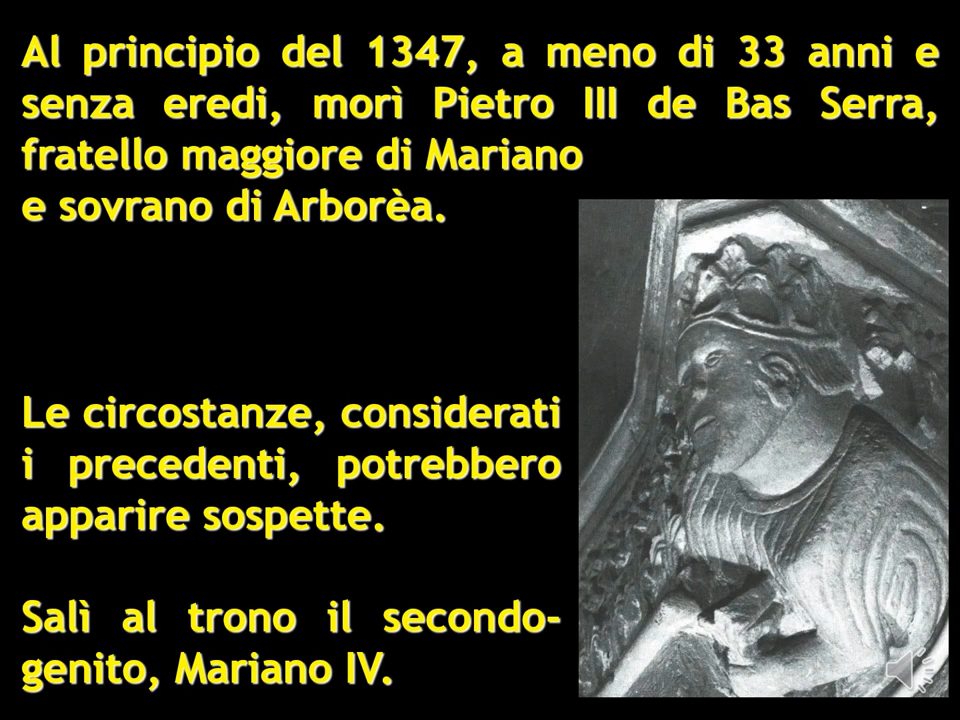 Al principio del 1347, a meno di 33 anni e
senza eredi, morì Pietro III de Bas Serra,
fratello maggiore di Mariano
e sovrano di Arborèa.
Le circostanze, considerati
i precedenti, potrebbero
apparire sospette.
Salì al trono il secondo-
genito, Mariano IV.